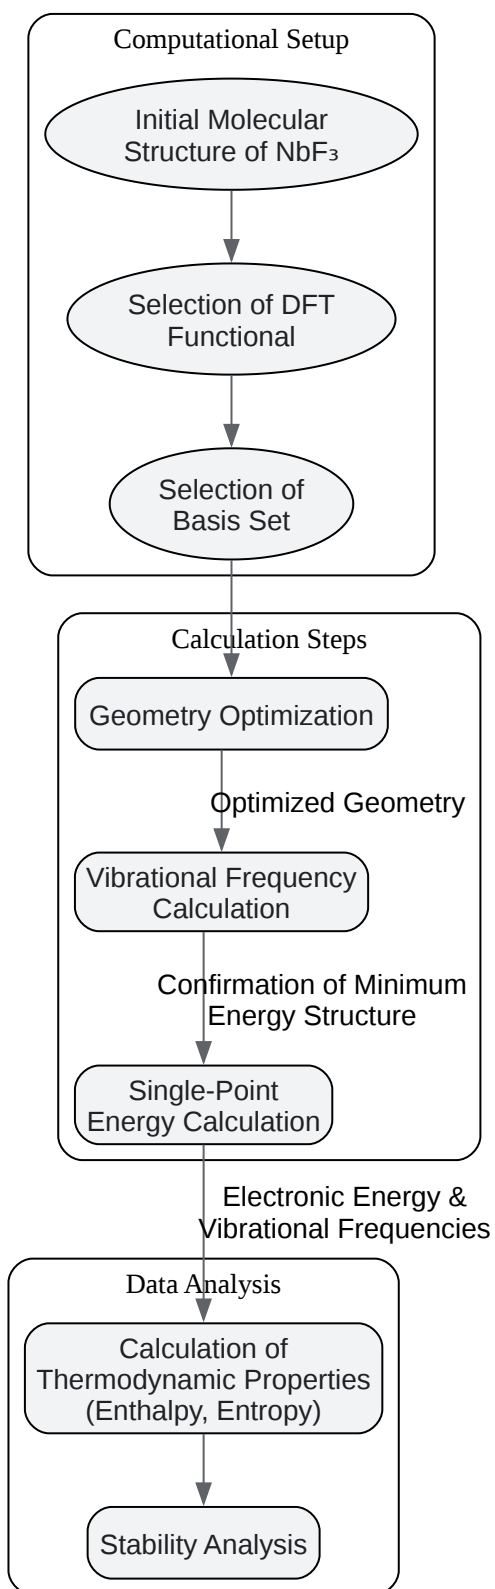 Computational Setup
Initial Molecular
Structure of NbF₃
Selection of DFT
Functional
Selection of
Basis Set
Calculation Steps
Geometry Optimization
Optimized Geometry
Vibrational Frequency
Calculation
Confirmation of Minimum
Energy Structure
Single-Point
Energy Calculation
Electronic Energy &
Vibrational Frequencies
Data Analysis
Calculation of
Thermodynamic Properties
(Enthalpy, Entropy)
Stability Analysis